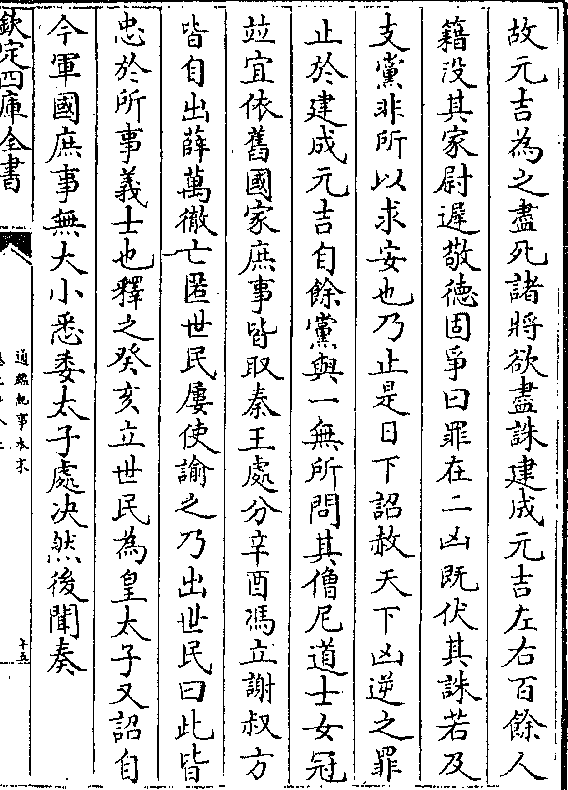 故元吉為之盡死諸將欲盡誅建成元吉左右百餘人
籍没其家尉遲敬德固爭曰罪在二凶既伏其誅若及
支黨非所以求安也乃止是日下詔赦天下凶逆之罪
止於建成元吉自餘黨與一無所問其僧尼道士女冠
竝宜依舊國家庶事皆取秦王處分辛酉馮立謝叔方
皆自出薛萬徹亡匿世民屢使諭之乃出世民曰此皆
忠於所事義士也釋之癸亥立世民為皇太子又詔自
今軍國庶事無大小悉委太子處决然後聞奏
欽定四庫全書
通鑑紀事本末
十五